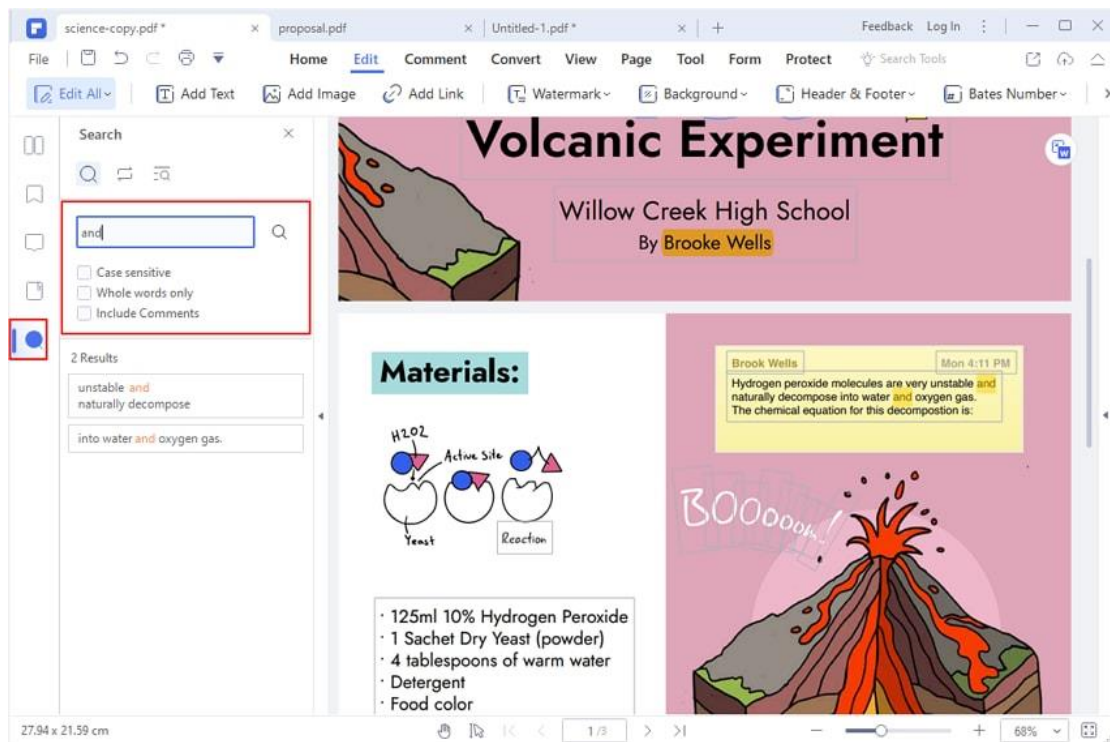 science-copy.pdf *
proposal.pdf
Untitled-1.pdf *
Feedback Log In
File
Home Edit Comment Convert View Page Tool Form Protect Search Tools
Edit All Add Text Add Image Add Link Watermark Background Header & Footer Bates Number
Search
and
Case sensitive
Whole words only
Include Comments
2 Results
unstable and
naturally decompose
into water and oxygen gas.
Volcanic Experiment
Willow Creek High School
By Brooke Wells
Materials:
H2O2
Active Site
Yeast
Reaction
· 125ml 10% Hydrogen Peroxide
· 1 Sachet Dry Yeast (powder)
· 4 tablespoons of warm water
· Detergent
· Food color
Brook Wells Mon 4:11 PM
Hydrogen peroxide molecules are very unstable and
naturally decompose into water and oxygen gas.
The chemical equation for this decompostion is:
BOOoooom!
27.94 x 21.59 cm
1/3
68%